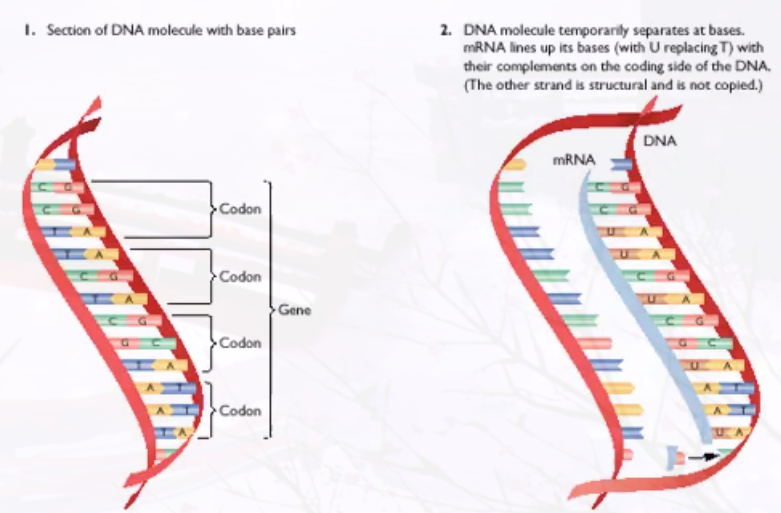 1. Section of DNA molecule with base pairs
2. DNA molecule temporarily separates at bases.
mRNA lines up its bases (with U replacing T) with
their complements on the coding side of the DNA.
(The other strand is structural and is not copied.)
DNA
mRNA
C G
C G
T A
T A
C G
T A
C G
G C
T A
A T
A T
T A
Codon
Codon
Codon
Codon
Gene
C G
C G
U A
U A
C G
U A
C G
G C
U A
A T
A T
U A